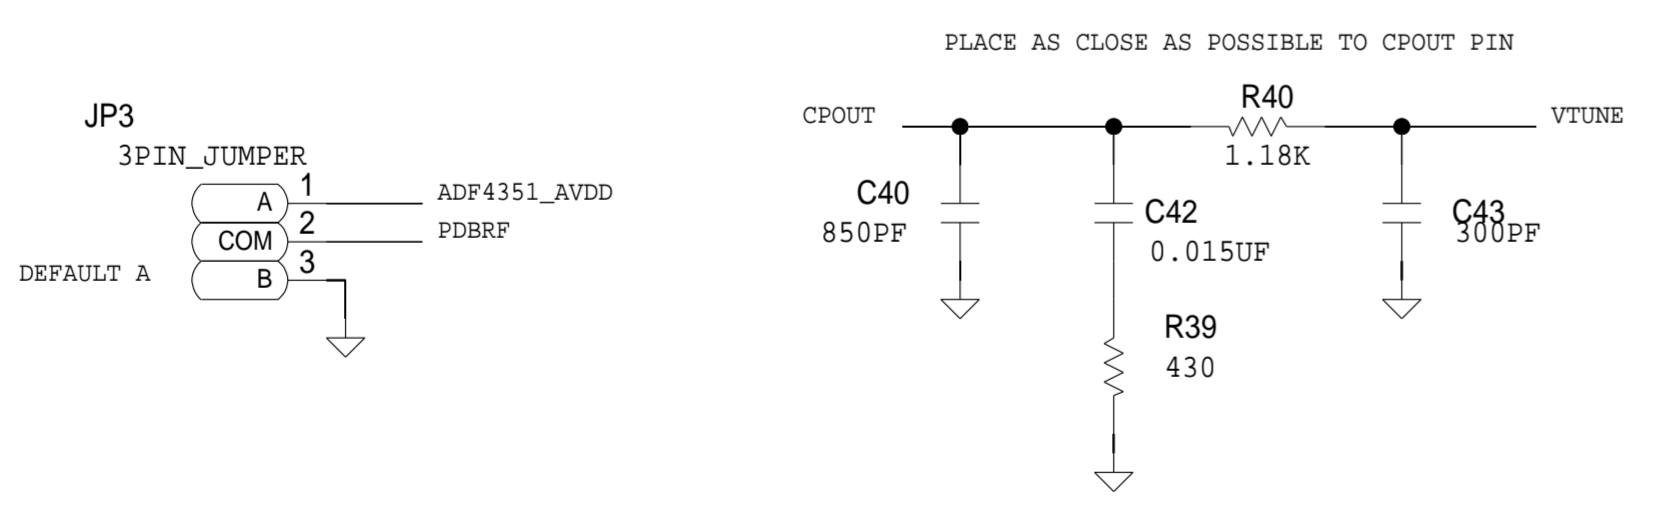 PLACE AS CLOSE AS POSSIBLE TO CPOUT PIN
JP3
3PIN_JUMPER
A
1
ADF4351_AVDD
COM
2
PDBRF
DEFAULT A
B
3
CPOUT
R40
1.18K
VTUNE
C40
850PF
C42
0.015UF
C43
300PF
R39
430